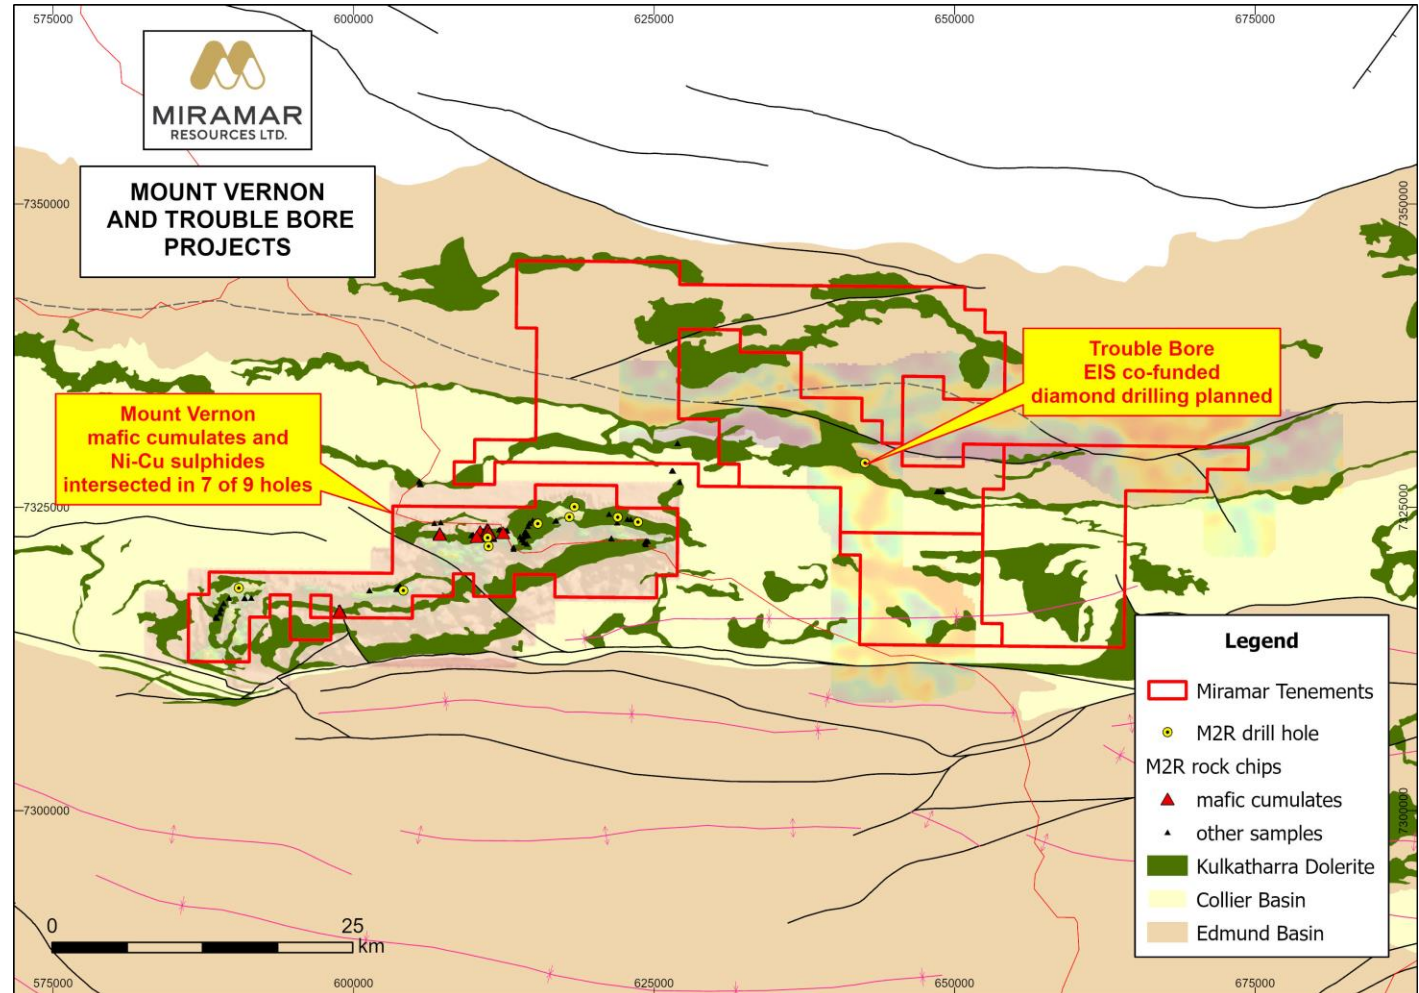 575000
600000
625000
650000
675000
MIRAMAR
RESOURCES LTD.
MOUNT VERNON
AND TROUBLE BORE
PROJECTS
7350000
7350000
Trouble Bore
EIS co-funded
diamond drilling planned
Mount Vernon
mafic cumulates and
Ni-Cu sulphides
intersected in 7 of 9 holes
7325000
7325000
Legend
Miramar Tenements
M2R drill hole
M2R rock chips
mafic cumulates
other samples
Kulkatharra Dolerite
Collier Basin
Edmund Basin
7300000
7300000
0
25
km
575000
600000
625000
650000
675000